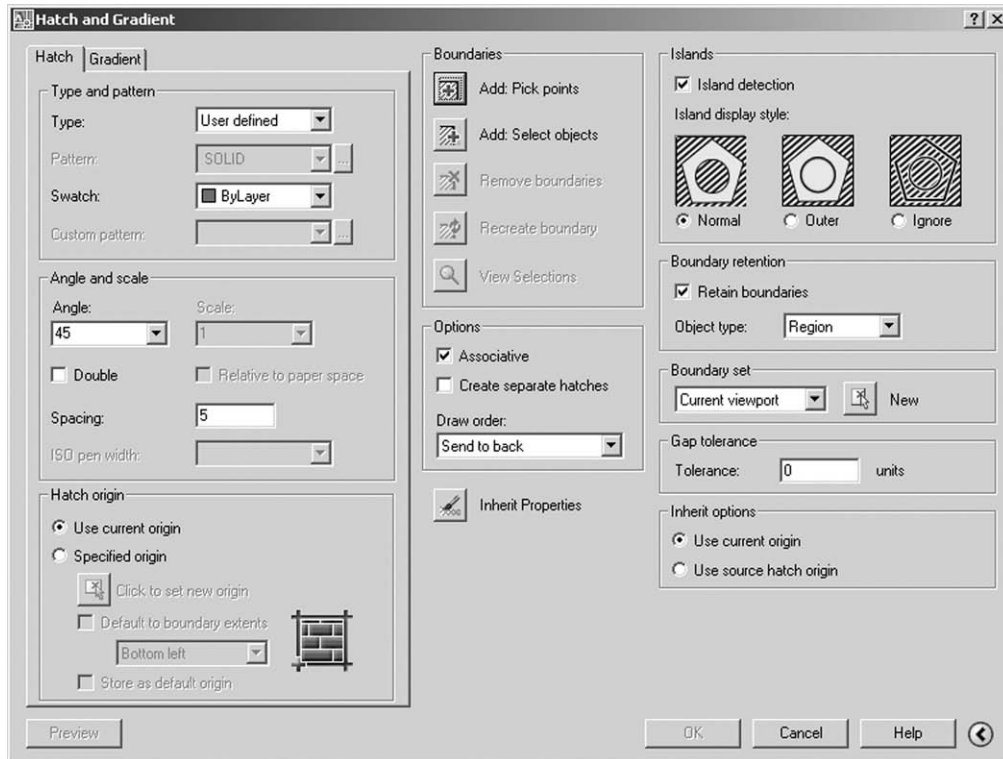 Hatch and Gradient
Hatch
Gradient
Type and pattern
Type:
User defined
Pattern:
SOLID
...
Swatch:
ByLayer
Custom pattern:
...
Angle and scale
Angle:
Scale:
45
1
Double
Relative to paper space
Spacing:
5
ISO pen width:
Hatch origin
Use current origin
Specified origin
Click to set new origin
Default to boundary extents
Bottom left
Store as default origin
Preview
Boundaries
Add: Pick points
Add: Select objects
Remove boundaries
Recreate boundary
View Selections
Options
Associative
Create separate hatches
Draw order:
Send to back
Inherit Properties
Islands
Island detection
Island display style:
Normal
Outer
Ignore
Boundary retention
Retain boundaries
Object type:
Region
Boundary set
Current viewport
New
Gap tolerance
Tolerance:
0
units
Inherit options
Use current origin
Use source hatch origin
OK
Cancel
Help